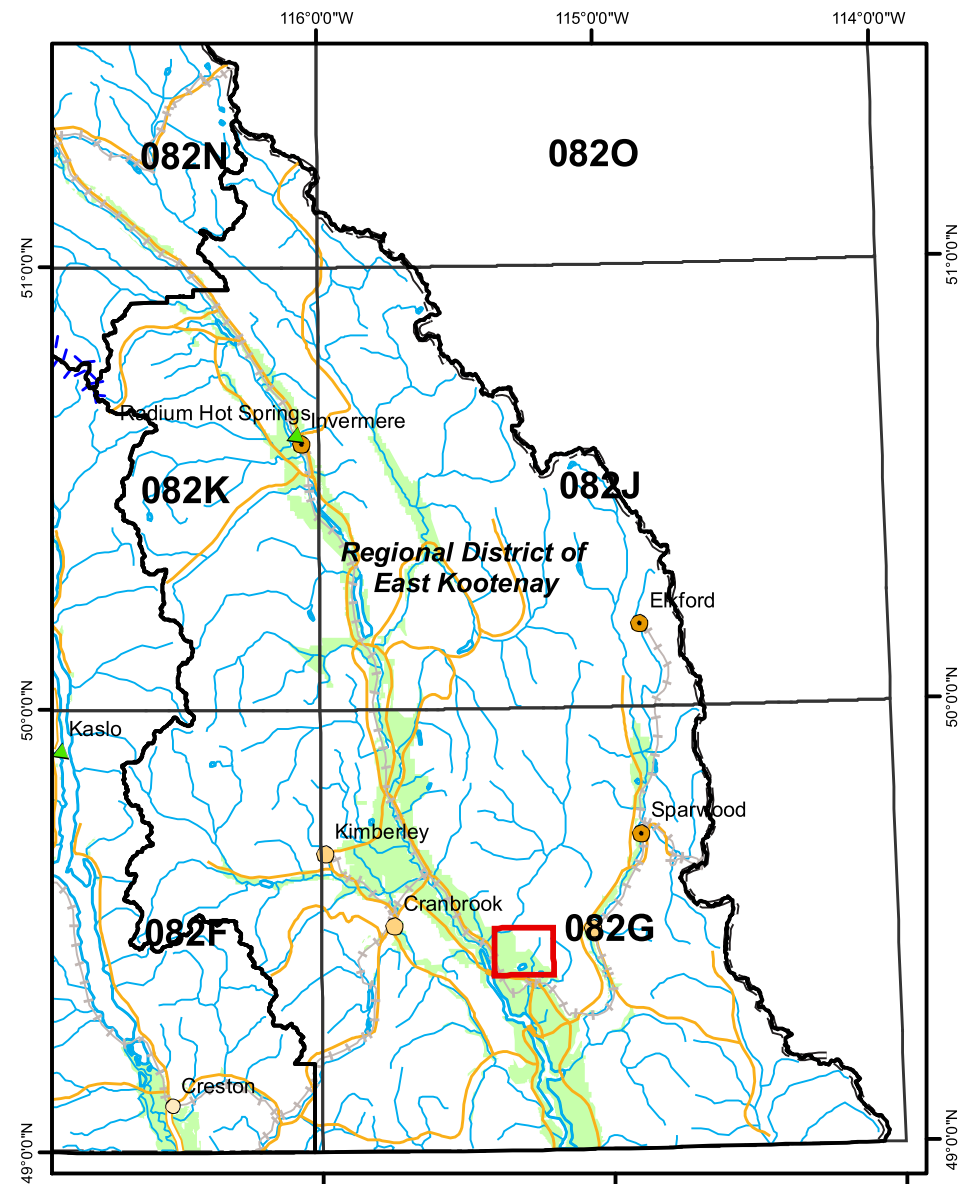 116°0'0"W
115°0'0"W
114°0'0"W
082N
082O
51°0'0"N
51°0'0"N
Radium Hot Springs
Invermere
082K
082J
Regional District of
East Kootenay
Elkford
50°0'0"N
50°0'0"N
Kaslo
Sparwood
Kimberley
Cranbrook
082F
082G
Creston
49°0'0"N
49°0'0"N